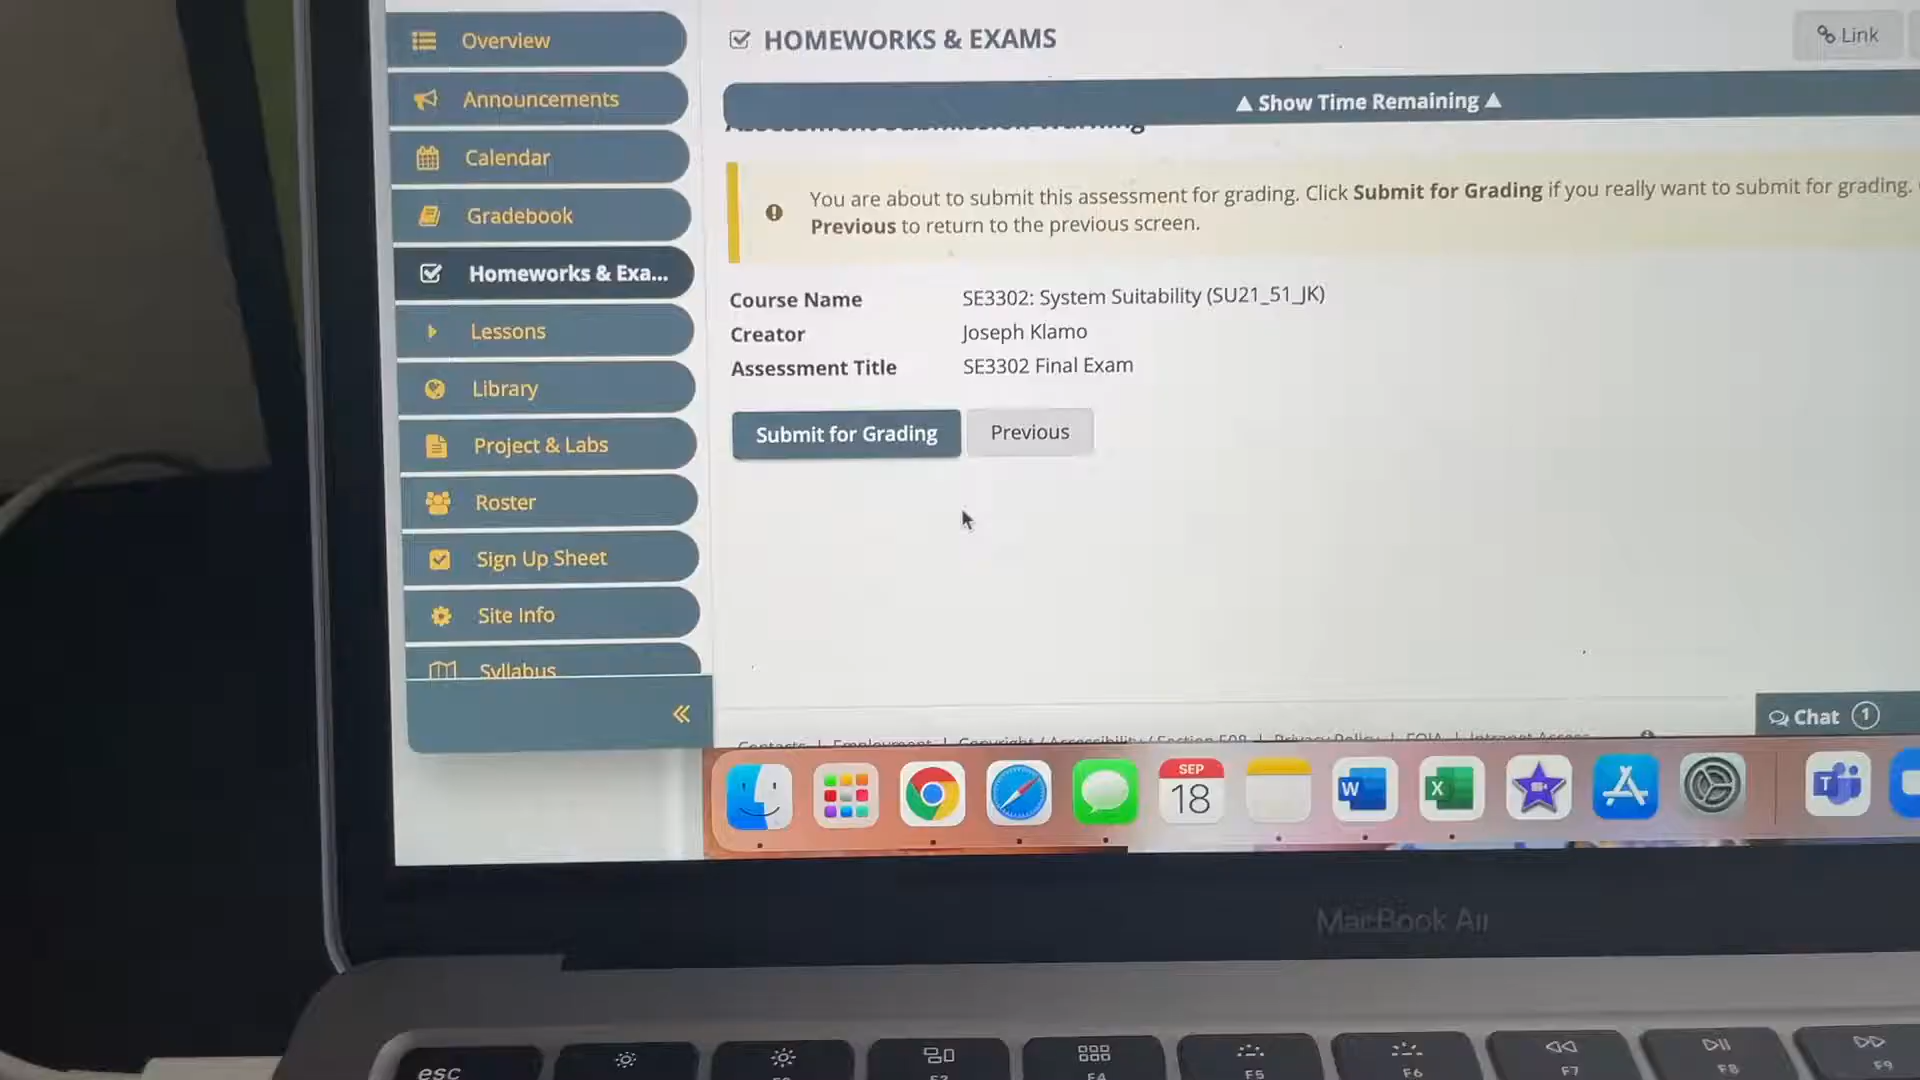 Overview
Announcements
Calendar
Gradebook
Homeworks & Exa...
Lessons
Library
Project & Labs
Roster
Sign Up Sheet
Site Info
Syllabus
HOMEWORKS & EXAMS
Link
▲ Show Time Remaining ▲
You are about to submit this assessment for grading. Click Submit for Grading if you really want to submit for grading.
Previous to return to the previous screen.
Course Name SE3302: System Suitability (SU21_51_JK)
Creator Joseph Klamo
Assessment Title SE3302 Final Exam
Submit for Grading Previous
Chat 1
SEP
18
W
X
T
MacBook Air
esc
F5
F6
F7
F8
F9